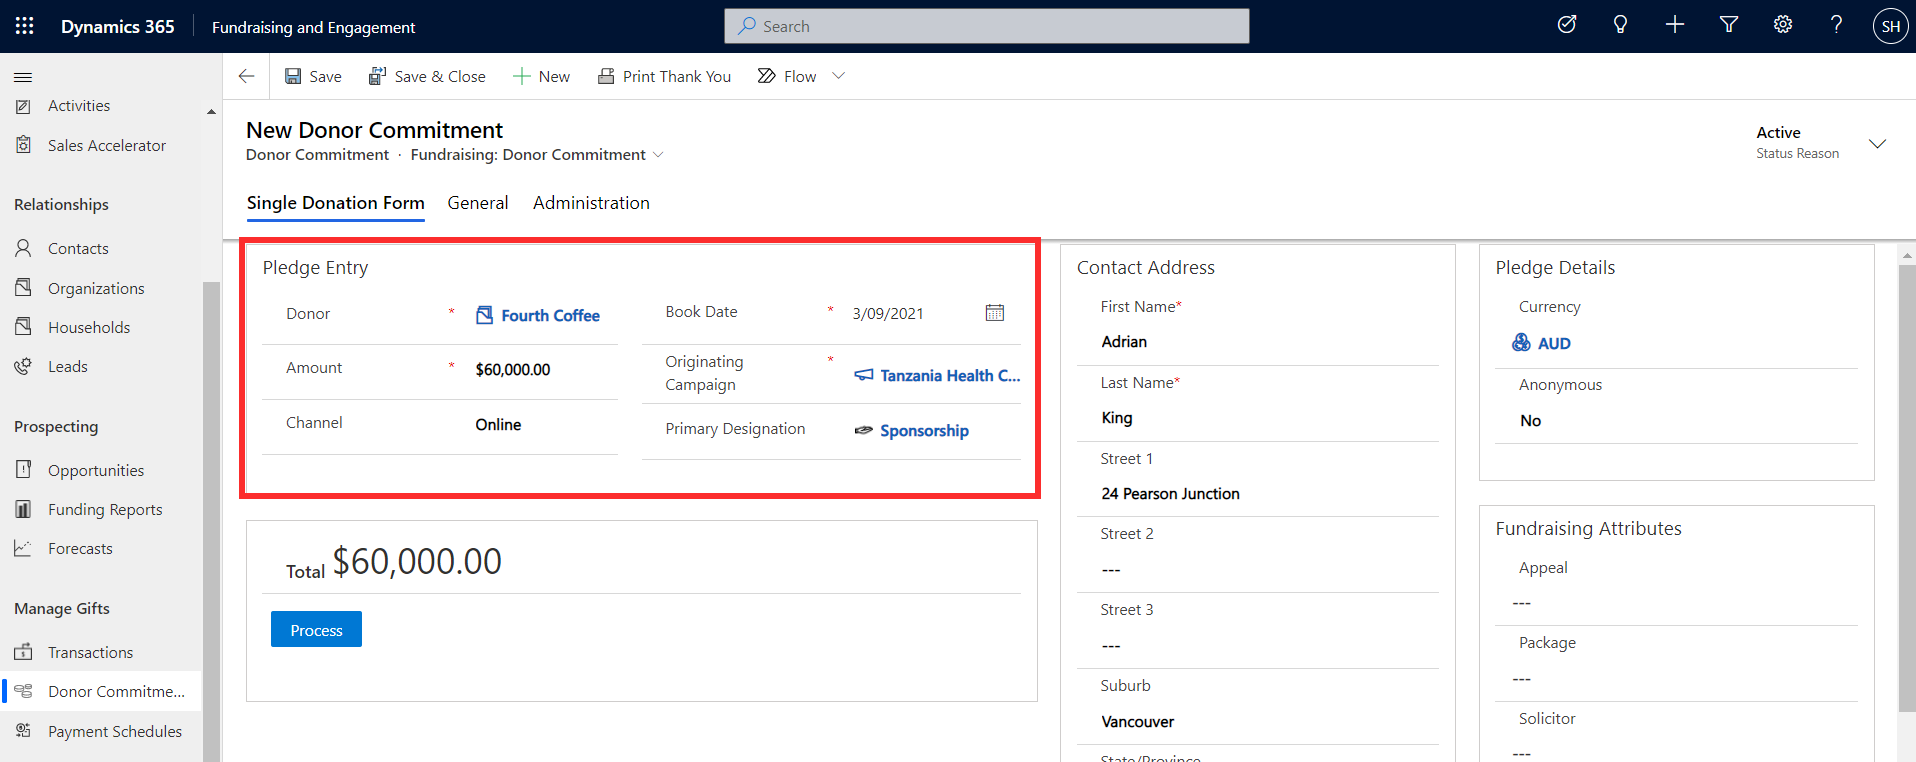 Dynamics 365
Fundraising and Engagement
Search
SH
Activities
Sales Accelerator
Relationships
Contacts
Organizations
Households
Leads
Prospecting
Opportunities
Funding Reports
Forecasts
Manage Gifts
Transactions
Donor Commitme...
Payment Schedules
Save
Save & Close
New
Print Thank You
Flow
New Donor Commitment
Donor Commitment · Fundraising: Donor Commitment
Active
Status Reason
Single Donation Form
General
Administration
Pledge Entry
Donor *
Fourth Coffee
Amount *
$60,000.00
Channel
Online
Book Date *
3/09/2021
Originating *
Campaign
Tanzania Health C...
Primary Designation
Sponsorship
Total $60,000.00
Process
Contact Address
First Name*
Adrian
Last Name*
King
Street 1
24 Pearson Junction
Street 2
---
Street 3
---
Suburb
Vancouver
State/Province
Pledge Details
Currency
AUD
Anonymous
No
Fundraising Attributes
Appeal
---
Package
---
Solicitor
---